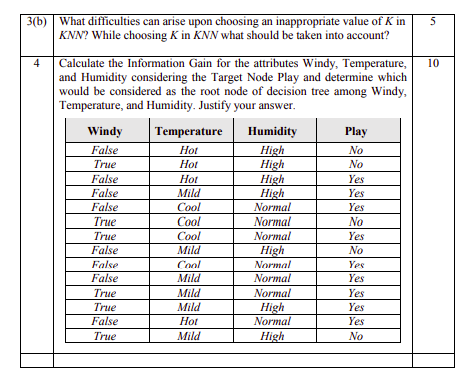 3(b) What difficulties can arise upon choosing an inappropriate value of K in 5
KNN? While choosing K in KNN what should be taken into account?
4 Calculate the Information Gain for the attributes Windy, Temperature, 10
and Humidity considering the Target Node Play and determine which
would be considered as the root node of decision tree among Windy,
Temperature, and Humidity. Justify your answer.
Windy Temperature Humidity Play
False Hot High No
True Hot High No
False Hot High Yes
False Mild High Yes
False Cool Normal Yes
True Cool Normal No
True Cool Normal Yes
False Mild High No
False Cool Normal Yes
False Mild Normal Yes
True Mild Normal Yes
True Mild High Yes
False Hot Normal Yes
True Mild High No